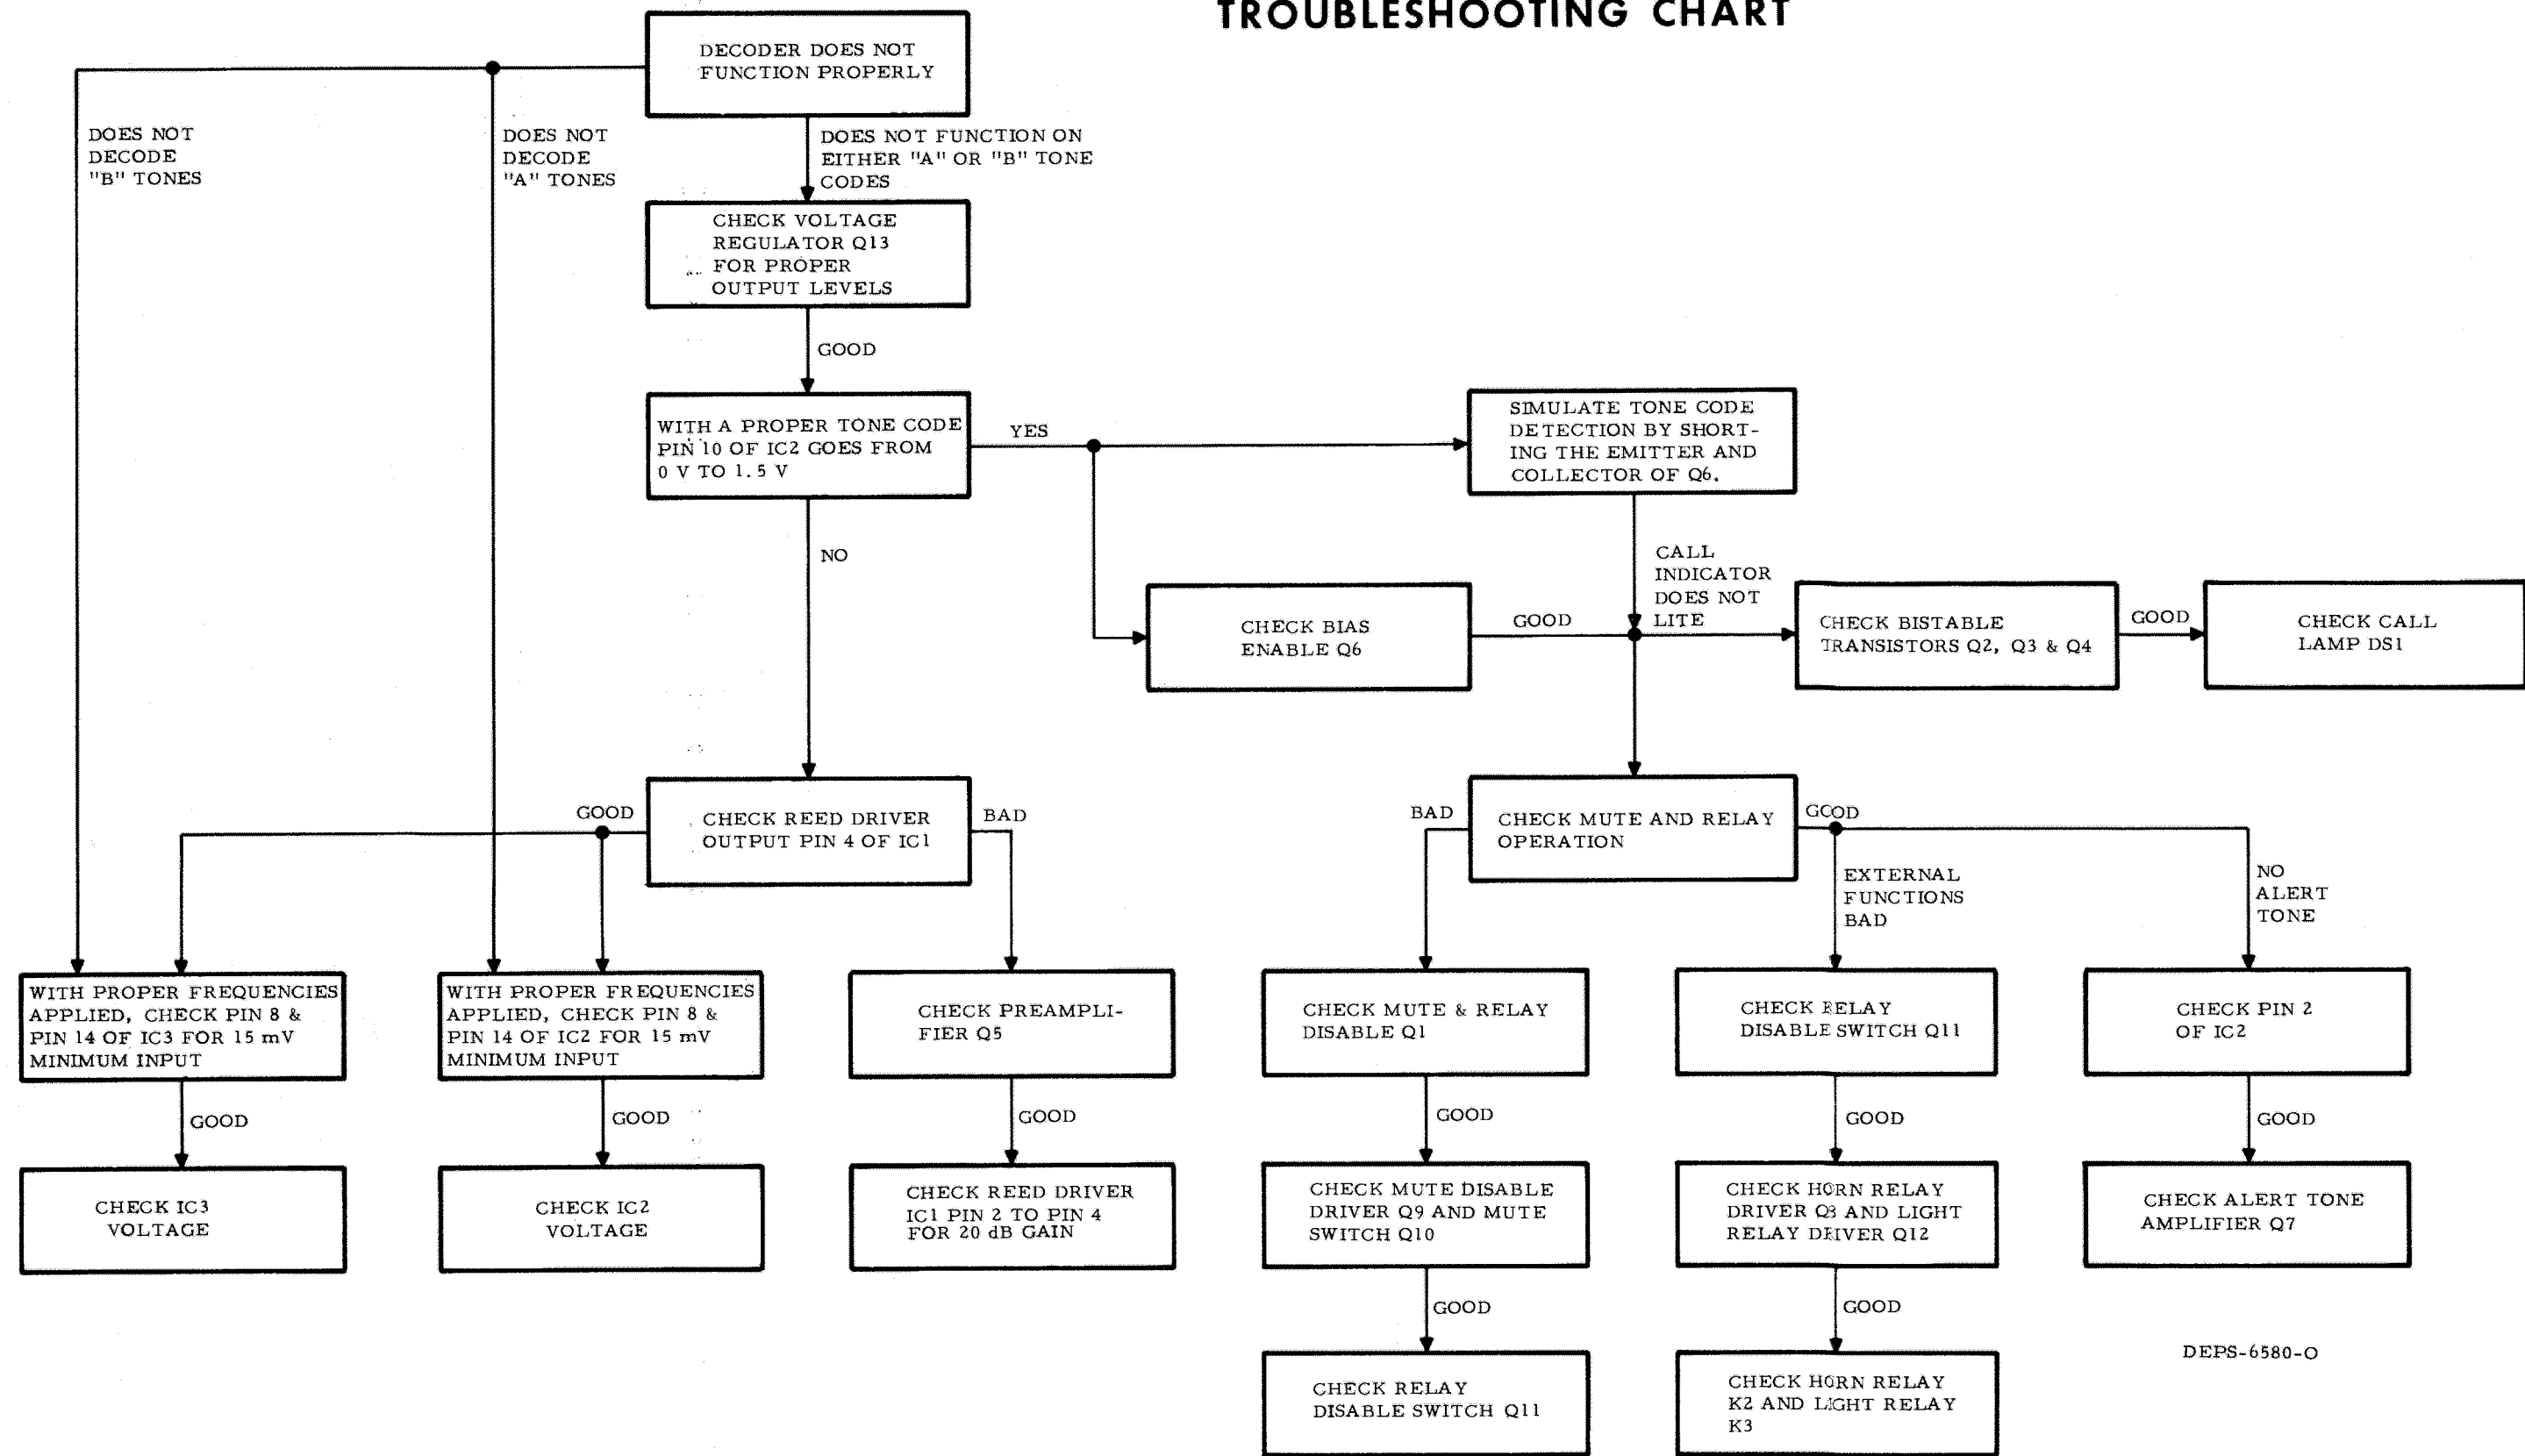 TROUBLESHOOTING CHART
DECODER DOES NOT
FUNCTION PROPERLY
DOES NOT
DECODE
"B" TONES
DOES NOT
DECODE
"A" TONES
DOES NOT FUNCTION ON
EITHER "A" OR "B" TONE
CODES
CHECK VOLTAGE
REGULATOR Q13
FOR PROPER
OUTPUT LEVELS
GOOD
WITH A PROPER TONE CODE
PIN 10 OF IC2 GOES FROM
0 V TO 1.5 V
YES
SIMULATE TONE CODE
DETECTION BY SHORT-
ING THE EMITTER AND
COLLECTOR OF Q6.
NO
CALL
INDICATOR
DOES NOT
LITE
CHECK BIAS
ENABLE Q6
GOOD
CHECK BISTABLE
TRANSISTORS Q2, Q3 & Q4
GOOD
CHECK CALL
LAMP DS1
GOOD
CHECK REED DRIVER
OUTPUT PIN 4 OF IC1
BAD
BAD
CHECK MUTE AND RELAY
OPERATION
GOOD
EXTERNAL
FUNCTIONS
BAD
NO
ALERT
TONE
WITH PROPER FREQUENCIES
APPLIED, CHECK PIN 8 &
PIN 14 OF IC3 FOR 15 mV
MINIMUM INPUT
WITH PROPER FREQUENCIES
APPLIED, CHECK PIN 8 &
PIN 14 OF IC2 FOR 15 mV
MINIMUM INPUT
CHECK PREAMPLI-
FIER Q5
CHECK MUTE & RELAY
DISABLE Q1
CHECK RELAY
DISABLE SWITCH Q11
CHECK PIN 2
OF IC2
GOOD
GOOD
GOOD
GOOD
GOOD
GOOD
CHECK IC3
VOLTAGE
CHECK IC2
VOLTAGE
CHECK REED DRIVER
IC1 PIN 2 TO PIN 4
FOR 20 dB GAIN
CHECK MUTE DISABLE
DRIVER Q9 AND MUTE
SWITCH Q10
CHECK HORN RELAY
DRIVER Q8 AND LIGHT
RELAY DRIVER Q12
CHECK ALERT TONE
AMPLIFIER Q7
GOOD
GOOD
CHECK RELAY
DISABLE SWITCH Q11
CHECK HORN RELAY
K2 AND LIGHT RELAY
K3
DEPS-6580-O